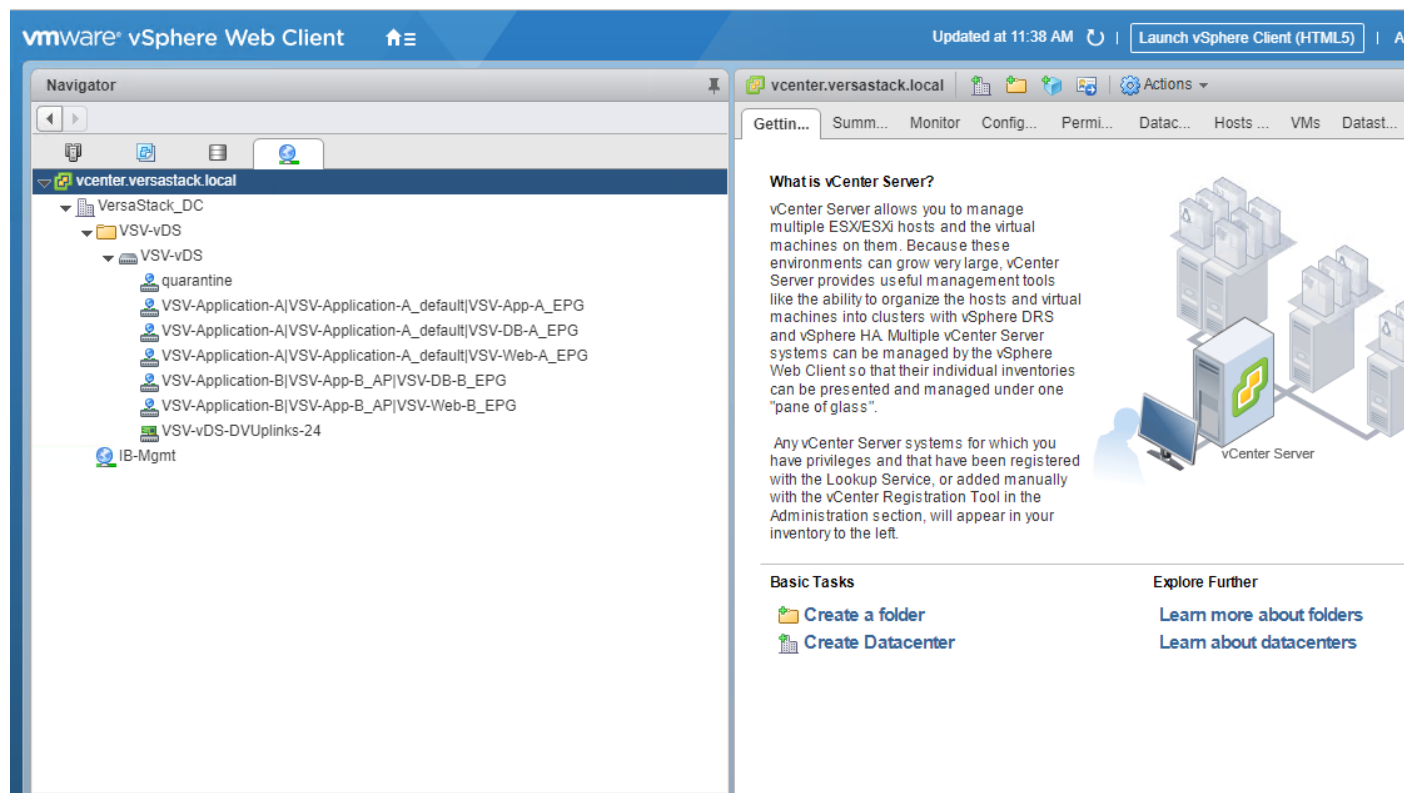 vmware® vSphere Web Client
Updated at 11:38 AM | Launch vSphere Client (HTML5) | A
Navigator
vcenter.versastack.local
Actions
Gettin... Summ... Monitor Config... Permi... Datac... Hosts ... VMs Datast...
vcenter.versastack.local
VersaStack_DC
VSV-vDS
VSV-vDS
quarantine
VSV-Application-A|VSV-Application-A_default|VSV-App-A_EPG
VSV-Application-A|VSV-Application-A_default|VSV-DB-A_EPG
VSV-Application-A|VSV-Application-A_default|VSV-Web-A_EPG
VSV-Application-B|VSV-App-B_AP|VSV-DB-B_EPG
VSV-Application-B|VSV-App-B_AP|VSV-Web-B_EPG
VSV-vDS-DVUplinks-24
IB-Mgmt
What is vCenter Server?
vCenter Server allows you to manage
multiple ESX/ESXi hosts and the virtual
machines on them. Because these
environments can grow very large, vCenter
Server provides useful management tools
like the ability to organize the hosts and virtual
machines into clusters with vSphere DRS
and vSphere HA. Multiple vCenter Server
systems can be managed by the vSphere
Web Client so that their individual inventories
can be presented and managed under one
"pane of glass".
Any vCenter Server systems for which you
have privileges and that have been registered
with the Lookup Service, or added manually
with the vCenter Registration Tool in the
Administration section, will appear in your
inventory to the left.
vCenter Server
Basic Tasks
Create a folder
Create Datacenter
Explore Further
Learn more about folders
Learn about datacenters